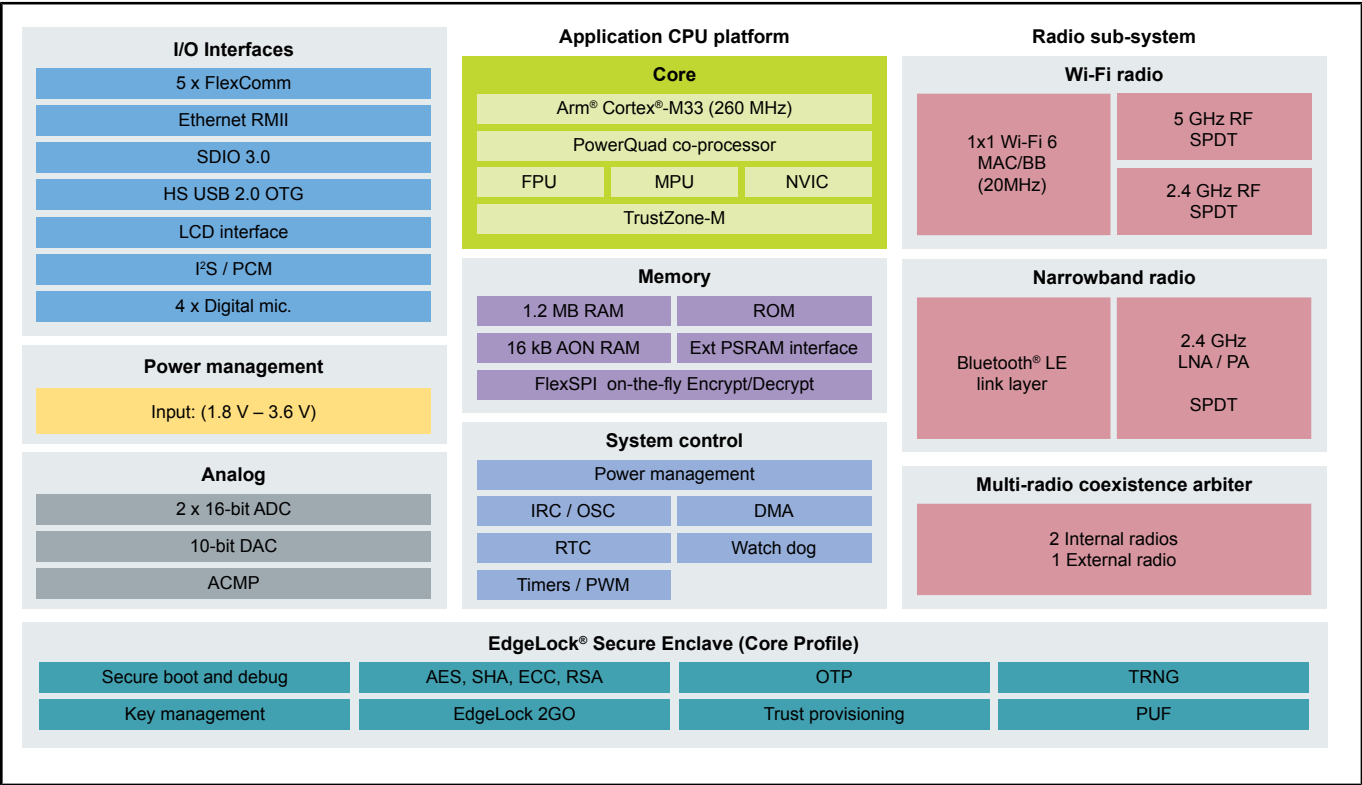 I/O Interfaces
5 x FlexComm
Ethernet RMII
SDIO 3.0
HS USB 2.0 OTG
LCD interface
I²S / PCM
4 x Digital mic.
Power management
Input: (1.8 V – 3.6 V)
Analog
2 x 16-bit ADC
10-bit DAC
ACMP
Application CPU platform
Core
Arm® Cortex®-M33 (260 MHz)
PowerQuad co-processor
FPU
MPU
NVIC
TrustZone-M
Memory
1.2 MB RAM
ROM
16 kB AON RAM
Ext PSRAM interface
FlexSPI on-the-fly Encrypt/Decrypt
System control
Power management
IRC / OSC
DMA
RTC
Watch dog
Timers / PWM
Radio sub-system
Wi-Fi radio
1x1 Wi-Fi 6
MAC/BB
(20MHz)
5 GHz RF
SPDT
2.4 GHz RF
SPDT
Narrowband radio
Bluetooth® LE
link layer
2.4 GHz
LNA / PA
SPDT
Multi-radio coexistence arbiter
2 Internal radios
1 External radio
EdgeLock® Secure Enclave (Core Profile)
Secure boot and debug
AES, SHA, ECC, RSA
OTP
TRNG
Key management
EdgeLock 2GO
Trust provisioning
PUF